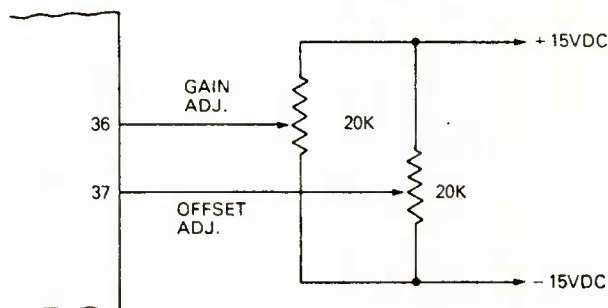 + 15VDC
GAIN
ADJ.
36
20K
37
20K
OFFSET
ADJ.
- 15VDC